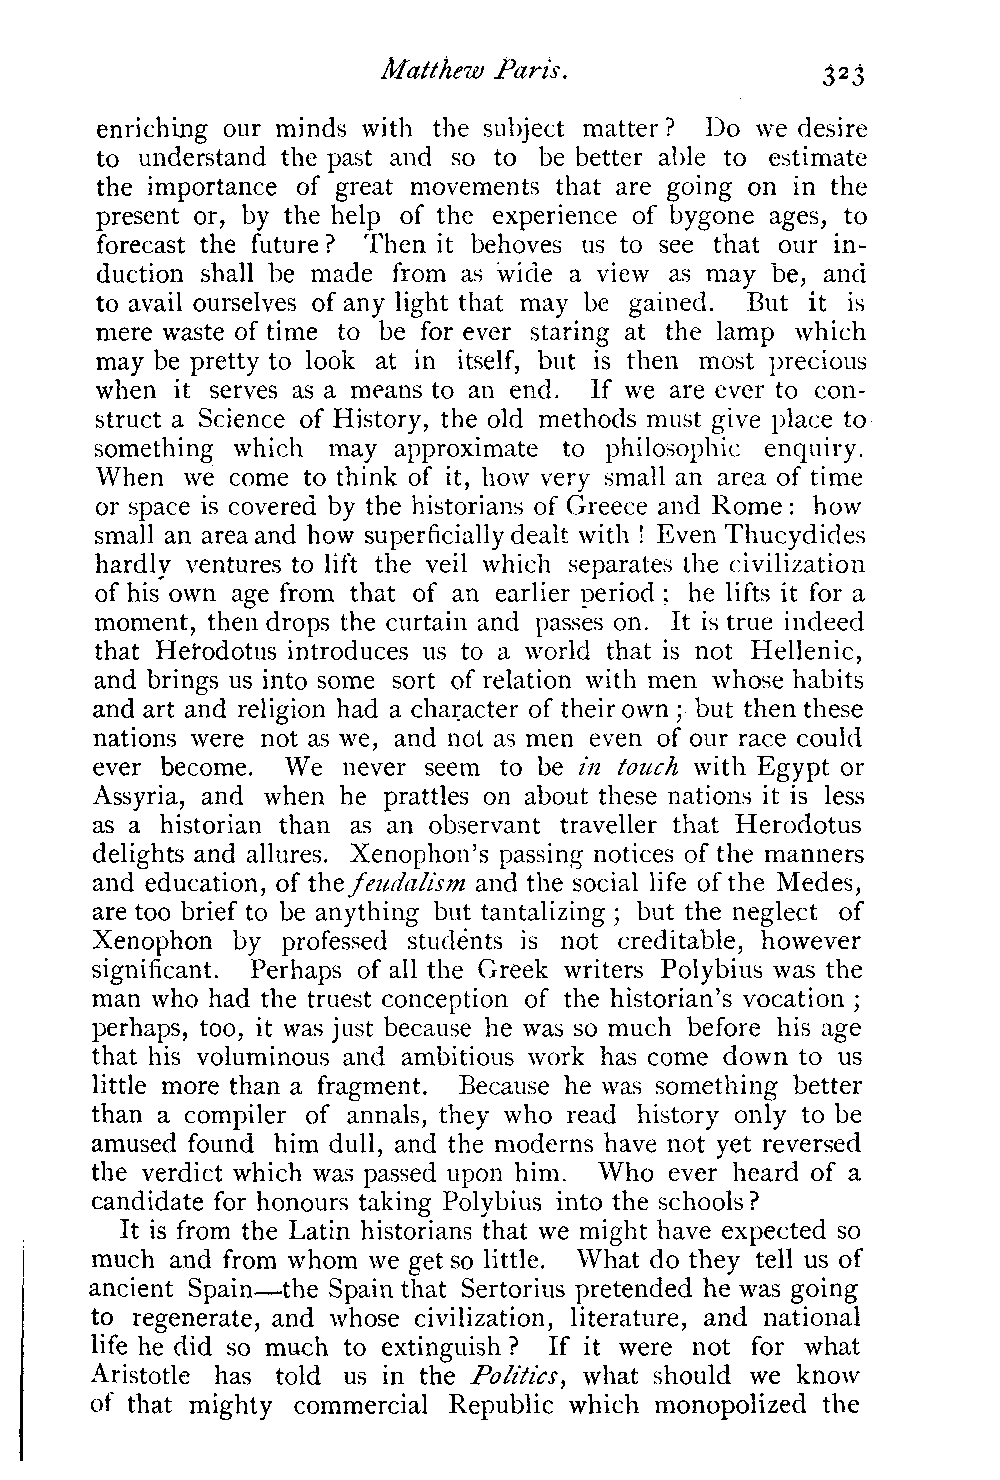 Matthew Paris. 323
enriching our minds with the subject matter? Do we desire
to understand the past and so to be better able to estimate
the importance of great movements that are going on in the
present or, by the help of the experience of bygone ages, to
forecast the future? Then it behoves us to see that our in-
duction shall be made from as wide a view as may be, and
to avail ourselves of any light that may be gained. But it is
mere waste of time to be for ever staring at the lamp which
may be pretty to look at in itself, but is then most precious
when it serves as a means to an end. If we are ever to con-
struct a Science of History, the old methods must give place to
something which may approximate to philosophic enquiry.
When we come to think of it, how very small an area of time
or space is covered by the historians of Greece and Rome: how
small an area and how superficially dealt with! Even Thucydides
hardly ventures to lift the veil which separates the civilization
of his own age from that of an earlier period; he lifts it for a
moment, then drops the curtain and passes on. It is true indeed
that Herodotus introduces us to a world that is not Hellenic,
and brings us into some sort of relation with men whose habits
and art and religion had a character of their own; but then these
nations were not as we, and not as men even of our race could
ever become. We never seem to be in touch with Egypt or
Assyria, and when he prattles on about these nations it is less
as a historian than as an observant traveller that Herodotus
delights and allures. Xenophon's passing notices of the manners
and education, of the feudalism and the social life of the Medes,
are too brief to be anything but tantalizing; but the neglect of
Xenophon by professed students is not creditable, however
significant. Perhaps of all the Greek writers Polybius was the
man who had the truest conception of the historian's vocation;
perhaps, too, it was just because he was so much before his age
that his voluminous and ambitious work has come down to us
little more than a fragment. Because he was something better
than a compiler of annals, they who read history only to be
amused found him dull, and the moderns have not yet reversed
the verdict which was passed upon him. Who ever heard of a
candidate for honours taking Polybius into the schools?
It is from the Latin historians that we might have expected so
much and from whom we get so little. What do they tell us of
ancient Spain—the Spain that Sertorius pretended he was going
to regenerate, and whose civilization, literature, and national
life he did so much to extinguish? If it were not for what
Aristotle has told us in the Politics, what should we know
of that mighty commercial Republic which monopolized the